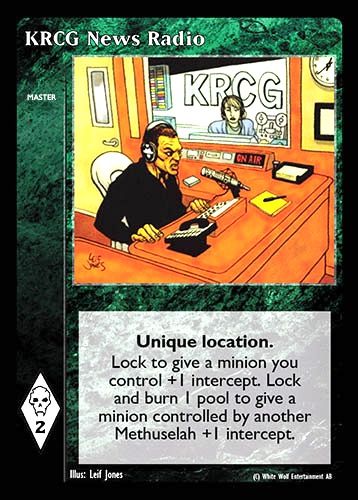 KRCG News Radio
MASTER
KRCG
ON AIR
LEIF
JONES
Unique location.
Lock to give a minion you
control +1 intercept. Lock
and burn 1 pool to give a
minion controlled by another
Methuselah +1 intercept.
2
Illus: Leif Jones
(C) White Wolf Entertainment AB